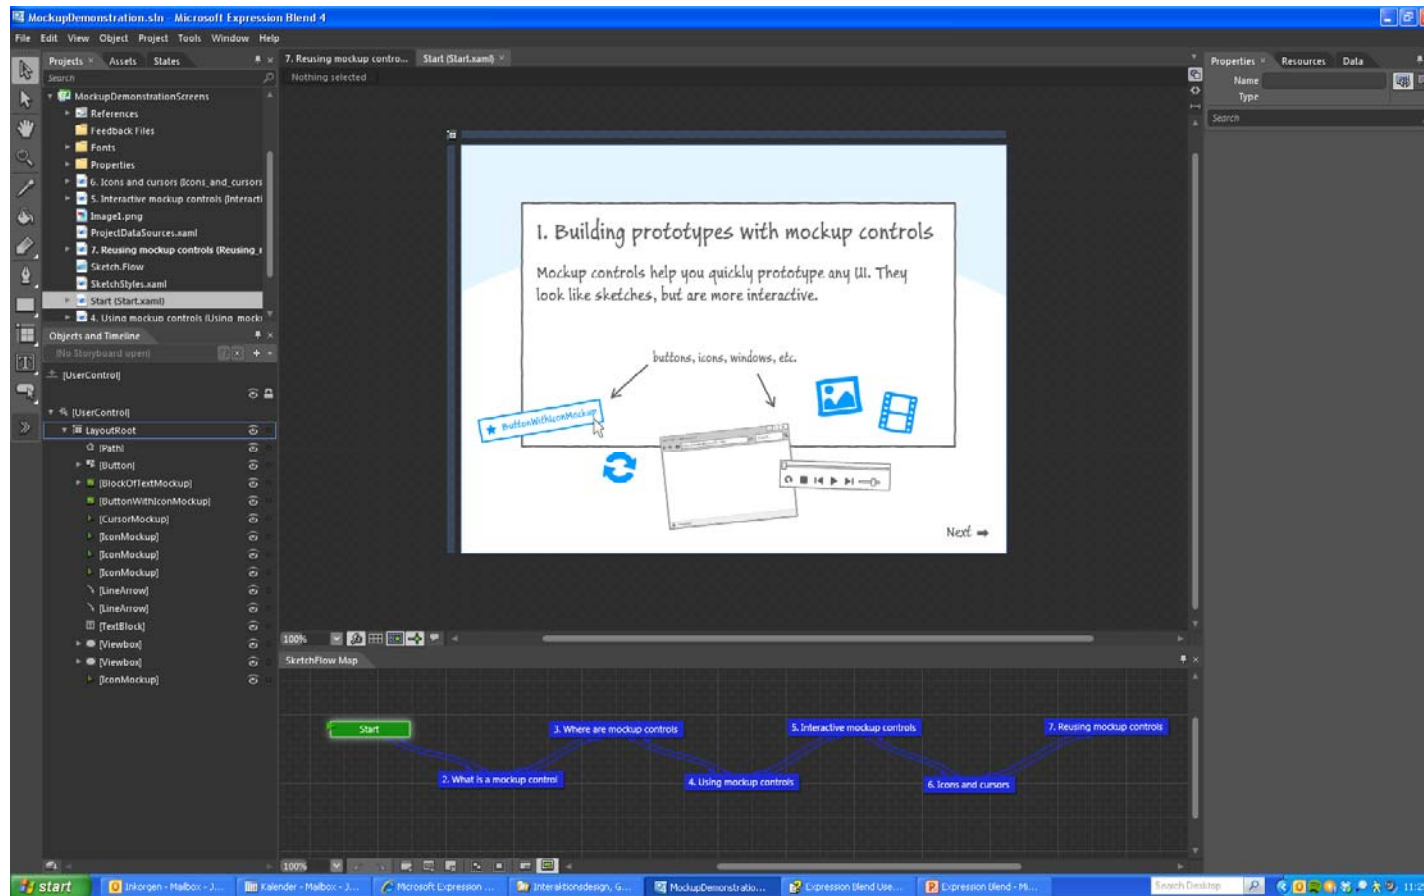 MockupDemonstration.sln - Microsoft Expression Blend 4
File Edit View Object Project Tools Window Help
Projects × Assets States
7. Reusing mockup contro... Start (Start.xaml) ×
Properties × Resources Data
Search
Nothing selected
Name
Type
Search
MockupDemonstrationScreens
References
Feedback Files
Fonts
Properties
6. Icons and cursors (Icons_and_cursors
5. Interactive mockup controls (Interacti
Image1.png
ProjectDataSources.xaml
7. Reusing mockup controls (Reusing_
Sketch.Flow
SketchStyles.xaml
Start (Start.xaml)
4. Using mockup controls (Using_mocku
Objects and Timeline
(No Storyboard open)
[UserControl]
[UserControl]
LayoutRoot
[Path]
[Button]
[BlockOfTextMockup]
[ButtonWithIconMockup]
[CursorMockup]
[IconMockup]
[IconMockup]
[IconMockup]
[LineArrow]
[LineArrow]
[TextBlock]
[Viewbox]
[Viewbox]
[IconMockup]
1. Building prototypes with mockup controls
Mockup controls help you quickly prototype any UI. They
look like sketches, but are more interactive.
buttons, icons, windows, etc.
ButtonWithIconMockup
Next
100%
SketchFlow Map
Start
3. Where are mockup controls
5. Interactive mockup controls
7. Reusing mockup controls
2. What is a mockup control
4. Using mockup controls
6. Icons and cursors
100%
start
Inkorgen - Mailbox - J...
Kalender - Mailbox - J...
Microsoft Expression ...
Interaktionsdesign, G...
MockupDemonstratio...
Expression Blend Use...
Expression Blend - Mi...
Search Desktop